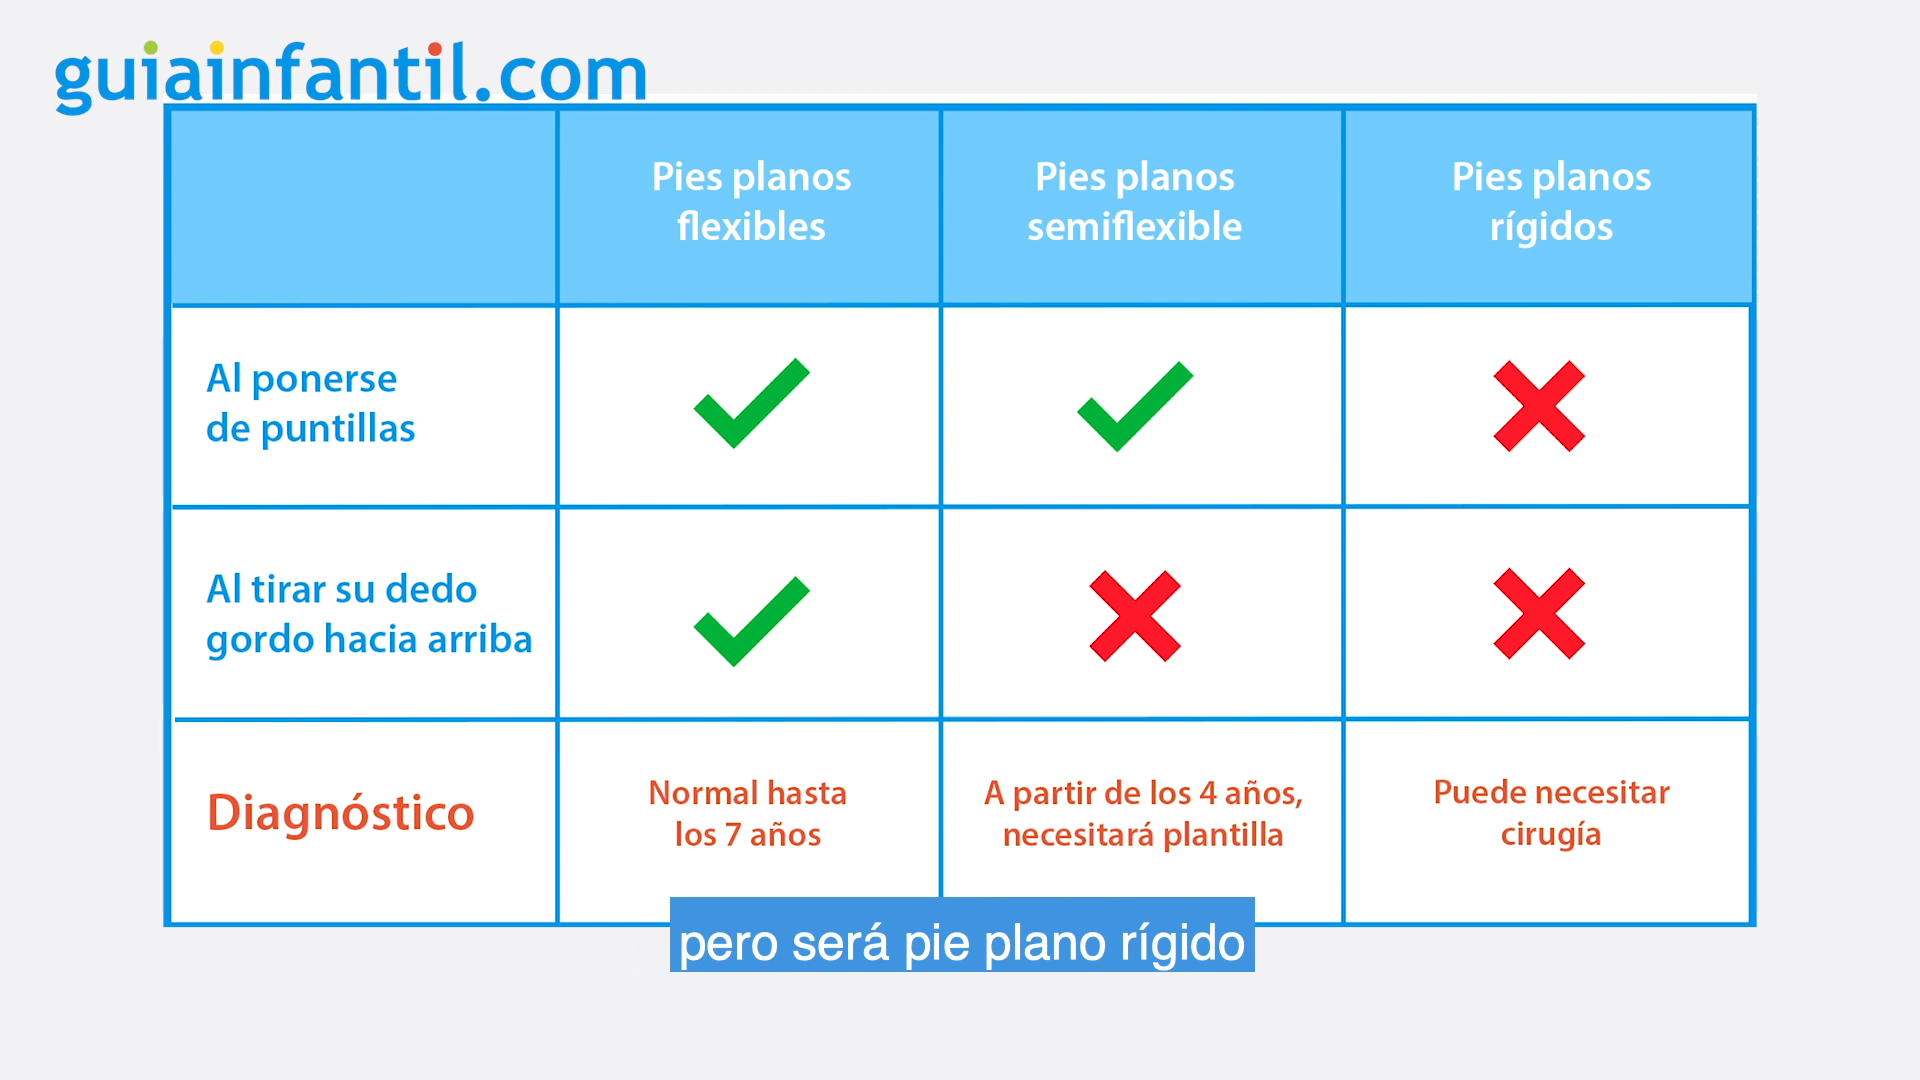 guiainfantil.com
Pies planos
flexibles
Pies planos
semiflexible
Pies planos
rígidos
Al ponerse
de puntillas
Al tirar su dedo
gordo hacia arriba
Diagnóstico
Normal hasta
los 7 años
A partir de los 4 años,
necesitará plantilla
Puede necesitar
cirugía
pero será pie plano rígido